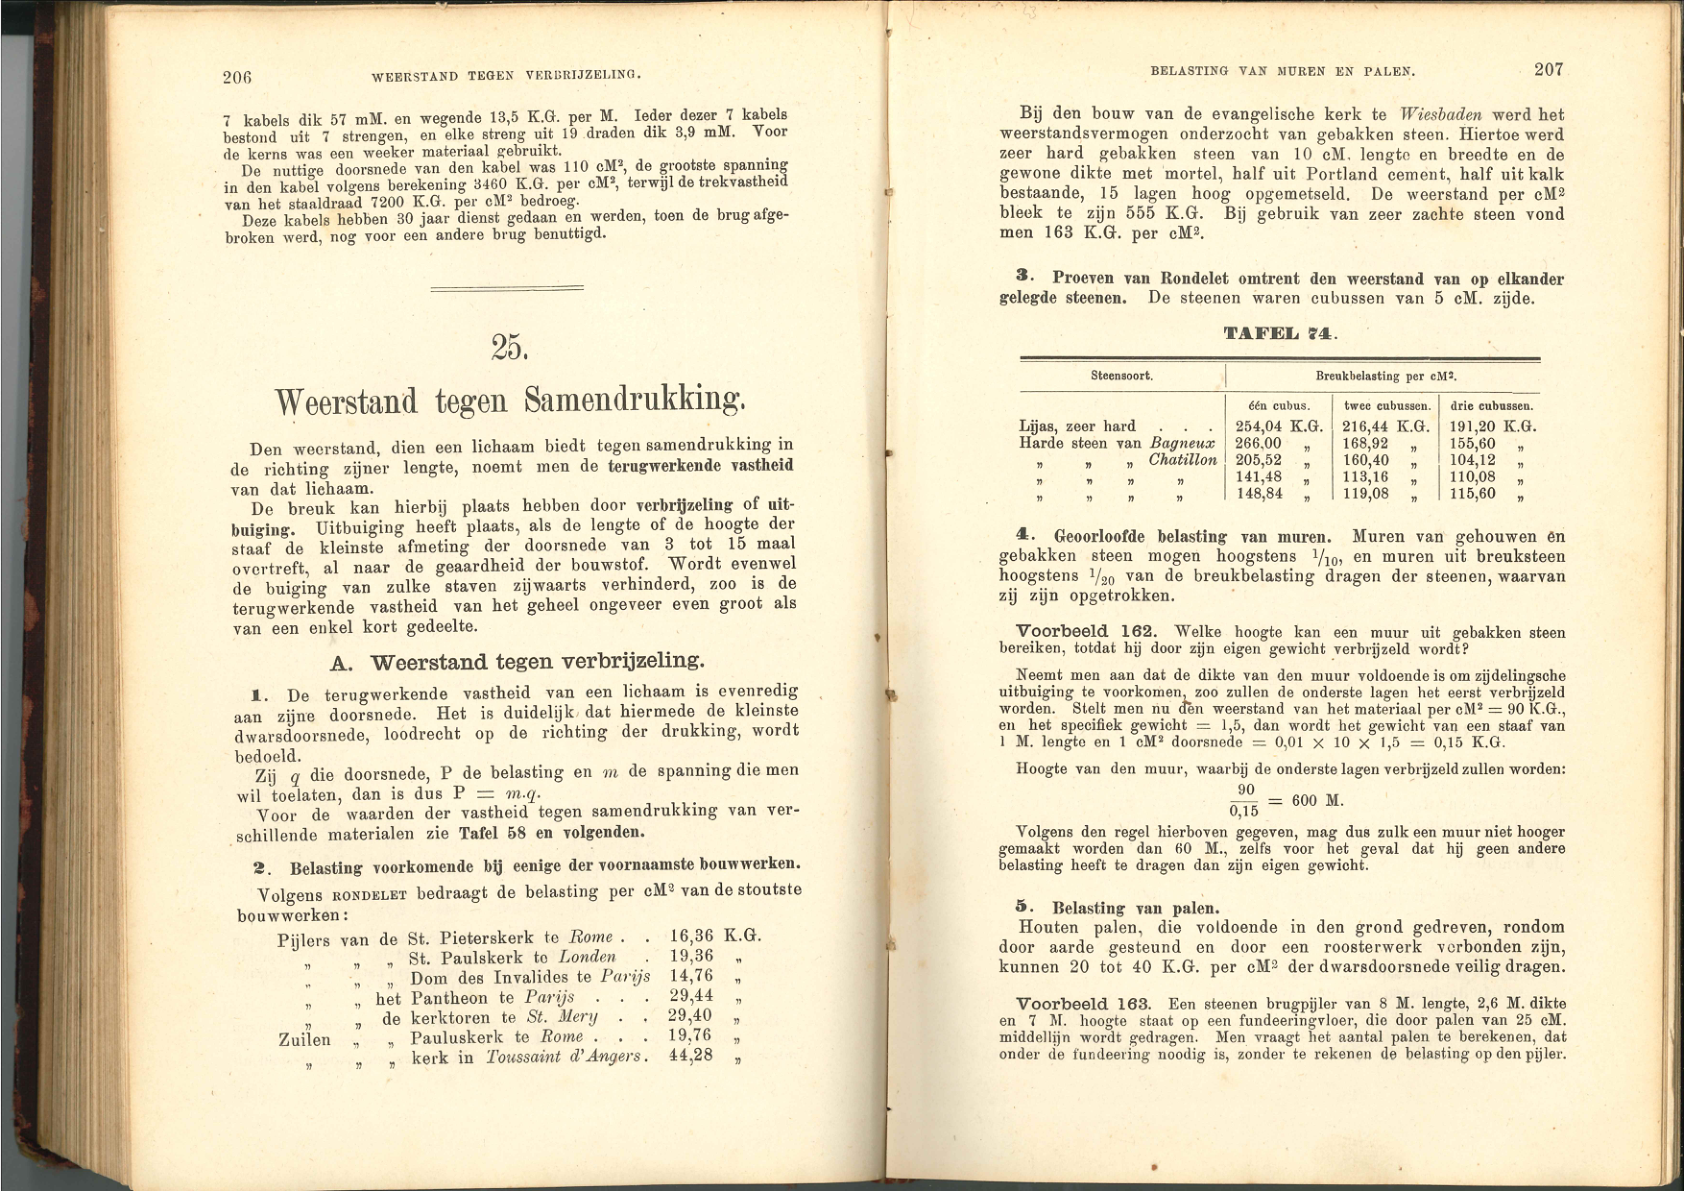 206 WEERSTAND TEGEN VERBRIJZELING.
7 kabels dik 57 mM. en wegende 13,5 K.G. per M. Ieder dezer 7 kabels
bestond uit 7 strengen, en elke streng uit 19 draden dik 3,9 mM. Voor
de kerns was een weeker materiaal gebruikt.
De nuttige doorsnede van den kabel was 110 cM², de grootste spanning
in den kabel volgens berekening 3460 K.G. per cM², terwijl de trekvastheid
van het staaldraad 7200 K.G. per cM² bedroeg.
Deze kabels hebben 30 jaar dienst gedaan en werden, toen de brug afge-
broken werd, nog voor een andere brug benuttigd.
25.
Weerstand tegen Samendrukking.
Den weerstand, dien een lichaam biedt tegen samendrukking in
de richting zijner lengte, noemt men de terugwerkende vastheid
van dat lichaam.
De breuk kan hierbij plaats hebben door verbrijzeling of uit-
buiging. Uitbuiging heeft plaats, als de lengte of de hoogte der
staaf de kleinste afmeting der doorsnede van 3 tot 15 maal
overtreft, al naar de geaardheid der bouwstof. Wordt evenwel
de buiging van zulke staven zijwaarts verhinderd, zoo is de
terugwerkende vastheid van het geheel ongeveer even groot als
van een enkel kort gedeelte.
A. Weerstand tegen verbrijzeling.
1. De terugwerkende vastheid van een lichaam is evenredig
aan zijne doorsnede. Het is duidelijk dat hiermede de kleinste
dwarsdoorsnede, loodrecht op de richting der drukking, wordt
bedoeld.
Zij q die doorsnede, P de belasting en m de spanning die men
wil toelaten, dan is dus P = m.q.
Voor de waarden der vastheid tegen samendrukking van ver-
schillende materialen zie Tafel 58 en volgenden.
2. Belasting voorkomende bij eenige der voornaamste bouwwerken.
Volgens RONDELET bedraagt de belasting per cM² van de stoutste
bouwwerken:
Pijlers van de St. Pieterskerk te Rome . . 16,36 K.G.
„ „ „ St. Paulskerk te Londen . 19,36 „
„ „ „ Dom des Invalides te Parijs 14,76 „
„ „ het Pantheon te Parijs . . . 29,44 „
„ „ de kerktoren te St. Mery . . 29,40 „
Zuilen „ „ Pauluskerk te Rome . . . 19,76 „
„ „ „ kerk in Toussaint d'Angers. 44,28 „
BELASTING VAN MUREN EN PALEN. 207
Bij den bouw van de evangelische kerk te Wiesbaden werd het
weerstandsvermogen onderzocht van gebakken steen. Hiertoe werd
zeer hard gebakken steen van 10 cM. lengte en breedte en de
gewone dikte met mortel, half uit Portland cement, half uit kalk
bestaande, 15 lagen hoog opgemetseld. De weerstand per cM²
bleek te zijn 555 K.G. Bij gebruik van zeer zachte steen vond
men 163 K.G. per cM².
3. Proeven van Rondelet omtrent den weerstand van op elkander
gelegde steenen. De steenen waren cubussen van 5 cM. zijde.
TAFEL 74.
Steensoort. Breukbelasting per cM².
één cubus. twee cubussen. drie cubussen.
Lijas, zeer hard . . . 254,04 K.G. 216,44 K.G. 191,20 K.G.
Harde steen van Bagneux 266,00 „ 168,92 „ 155,60 „
„ „ „ Chatillon 205,52 „ 160,40 „ 104,12 „
„ „ „ „ 141,48 „ 113,16 „ 110,08 „
„ „ „ „ 148,84 „ 119,08 „ 115,60 „
4. Geoorloofde belasting van muren. Muren van gehouwen en
gebakken steen mogen hoogstens 1/10, en muren uit breuksteen
hoogstens 1/20 van de breukbelasting dragen der steenen, waarvan
zij zijn opgetrokken.
Voorbeeld 162. Welke hoogte kan een muur uit gebakken steen
bereiken, totdat hij door zijn eigen gewicht verbrijzeld wordt?
Neemt men aan dat de dikte van den muur voldoende is om zijdelingsche
uitbuiging te voorkomen, zoo zullen de onderste lagen het eerst verbrijzeld
worden. Stelt men nu den weerstand van het materiaal per cM² = 90 K.G.,
en het specifiek gewicht = 1,5, dan wordt het gewicht van een staaf van
1 M. lengte en 1 cM² doorsnede = 0,01 × 10 × 1,5 = 0,15 K.G.
Hoogte van den muur, waarbij de onderste lagen verbrijzeld zullen worden:
90/0,15 = 600 M.
Volgens den regel hierboven gegeven, mag dus zulk een muur niet hooger
gemaakt worden dan 60 M., zelfs voor het geval dat hij geen andere
belasting heeft te dragen dan zijn eigen gewicht.
5. Belasting van palen.
Houten palen, die voldoende in den grond gedreven, rondom
door aarde gesteund en door een roosterwerk verbonden zijn,
kunnen 20 tot 40 K.G. per cM² der dwarsdoorsnede veilig dragen.
Voorbeeld 163. Een steenen brugpijler van 8 M. lengte, 2,6 M. dikte
en 7 M. hoogte staat op een fundeeringvloer, die door palen van 25 cM.
middellijn wordt gedragen. Men vraagt het aantal palen te berekenen, dat
onder de fundeering noodig is, zonder te rekenen de belasting op den pijler.